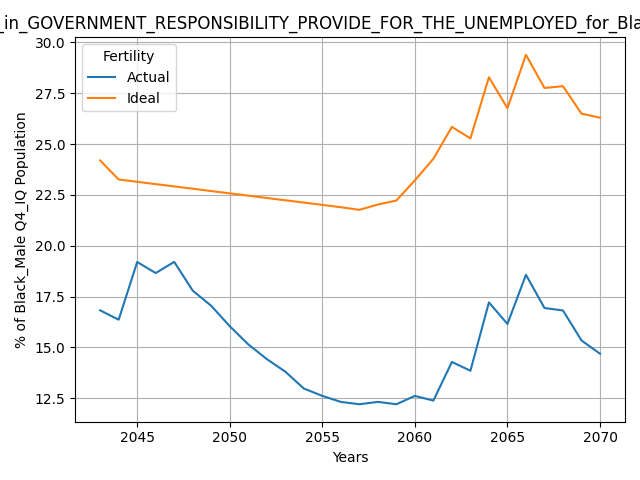 _in_GOVERNMENT_RESPONSIBILITY_PROVIDE_FOR_THE_UNEMPLOYED_for_Bla
Fertility
Actual
Ideal
30.0
27.5
25.0
22.5
20.0
17.5
15.0
12.5
% of Black_Male Q4_IQ Population
2045 2050 2055 2060 2065 2070
Years